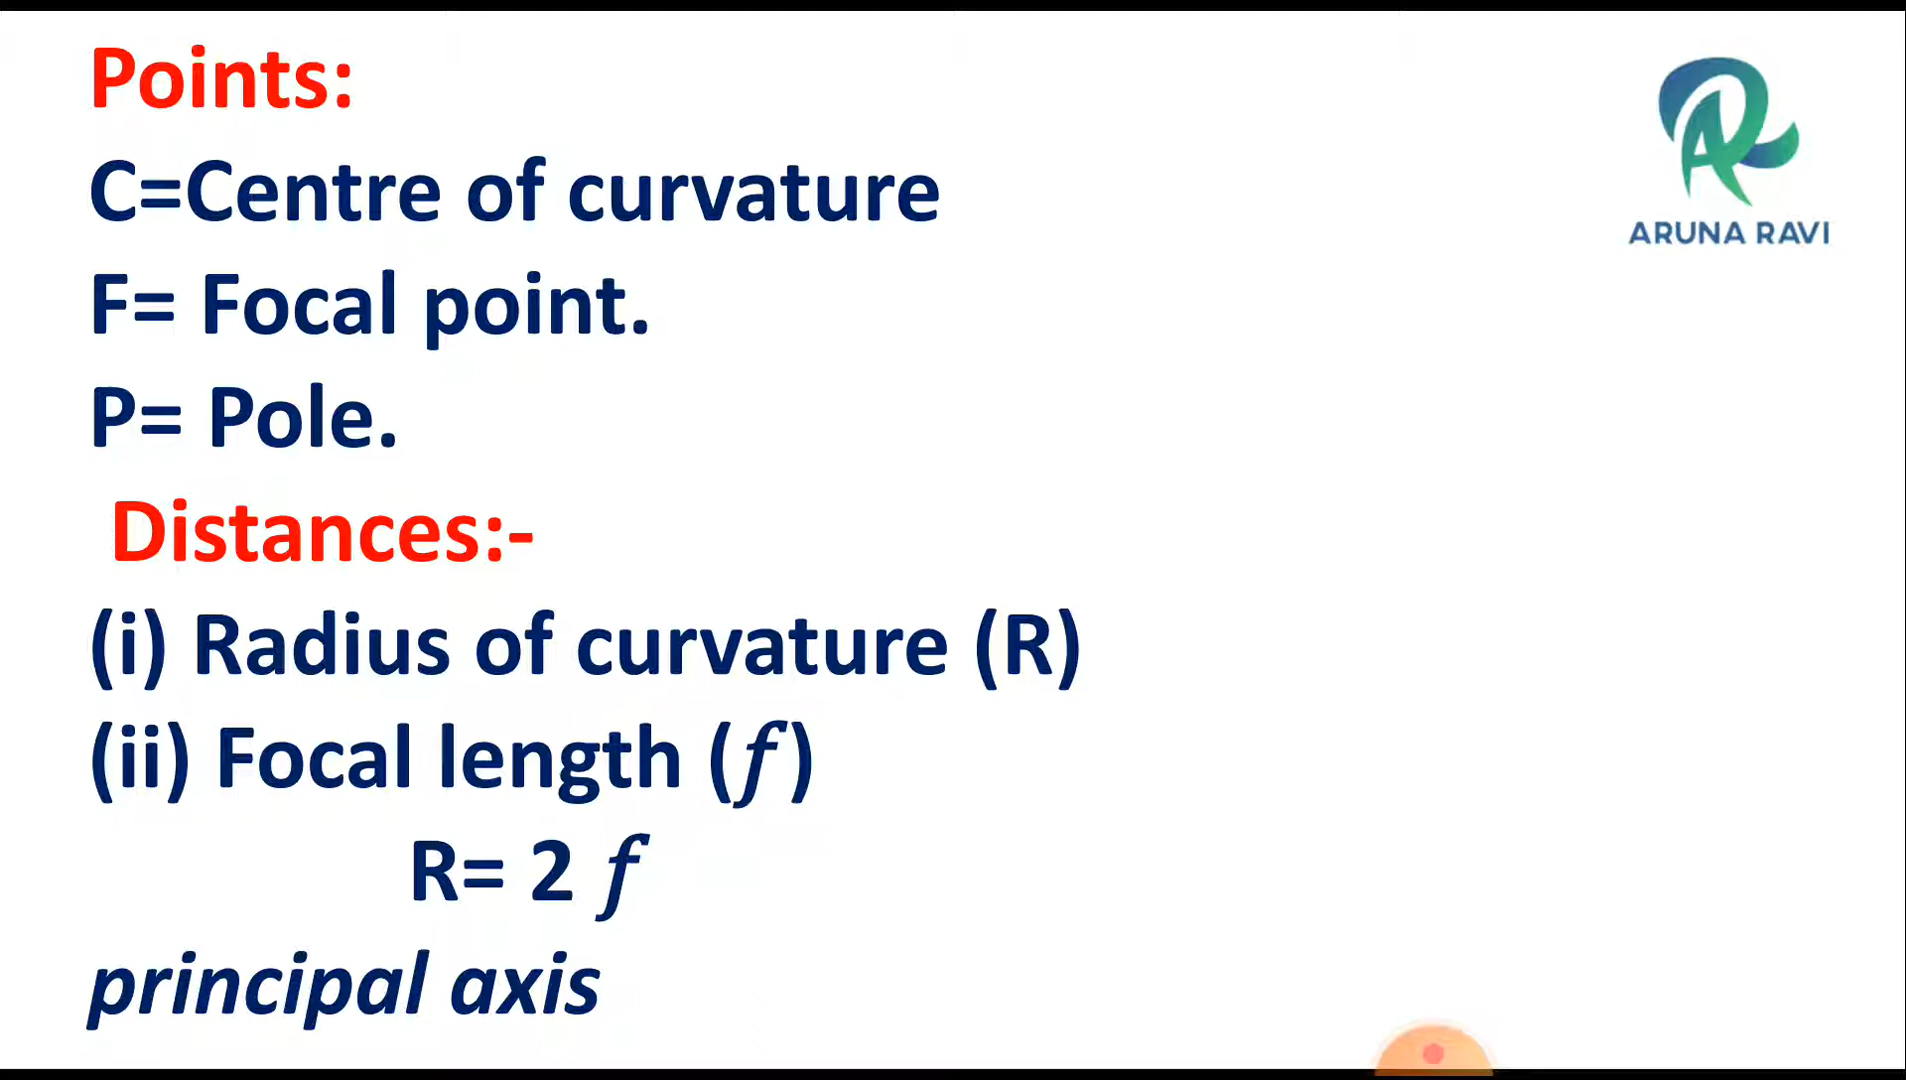 Points:
C=Centre of curvature
F= Focal point.
P= Pole.
Distances:-
(i) Radius of curvature (R)
(ii) Focal length (f)
R= 2 f
principal axis
ARUNA RAVI